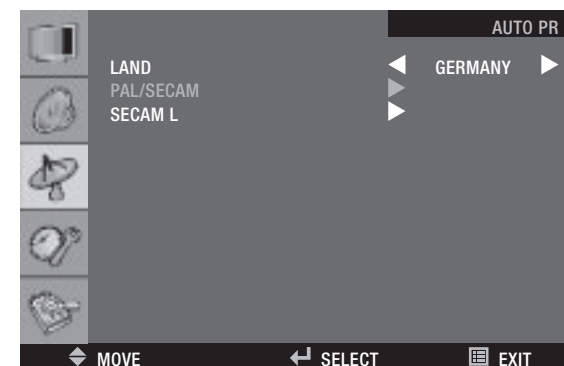 AUTO PR
LAND GERMANY
PAL/SECAM
SECAM L
MOVE SELECT EXIT